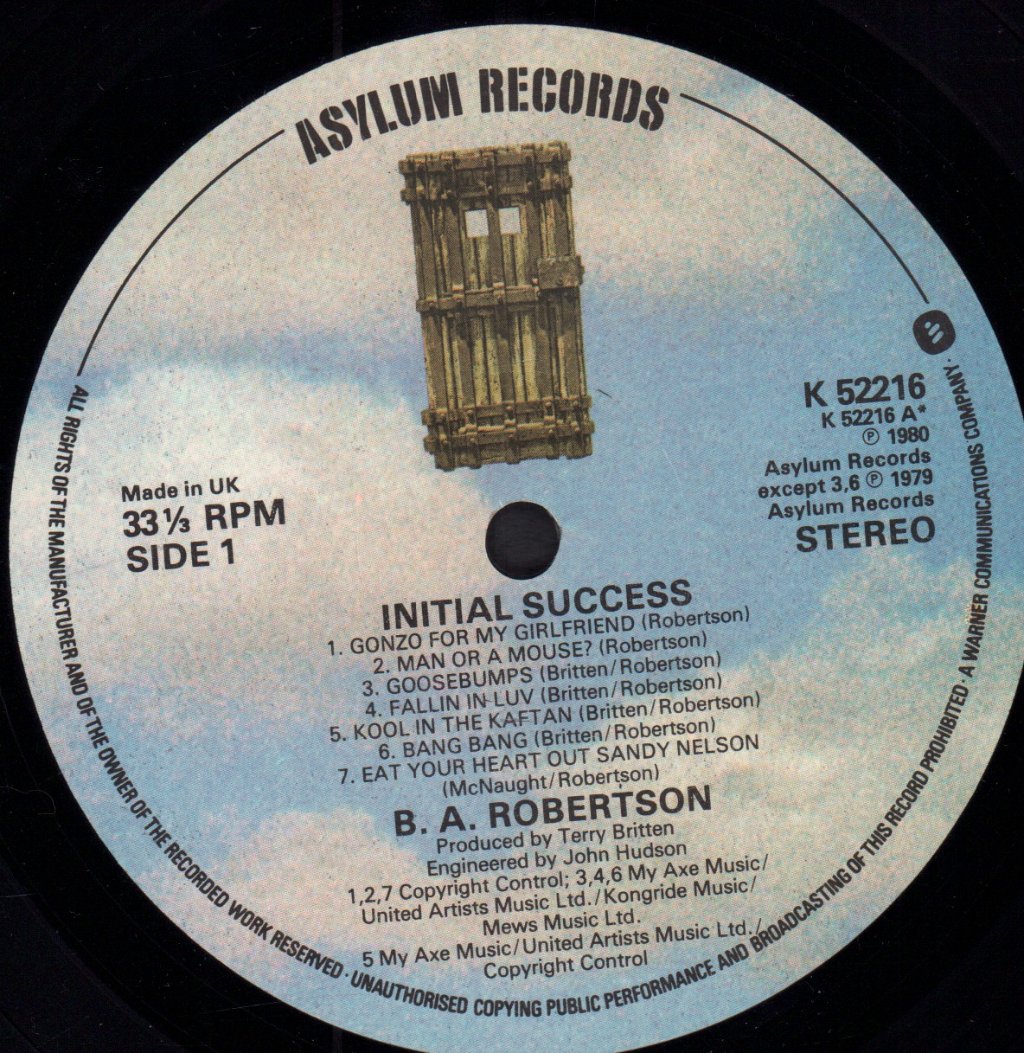 ASYLUM RECORDS
K 52216
K 52216 A*
℗ 1980
Asylum Records
except 3,6 ℗ 1979
Asylum Records
STEREO
Made in UK
33⅓ RPM
SIDE 1
INITIAL SUCCESS
1. GONZO FOR MY GIRLFRIEND (Robertson)
2. MAN OR A MOUSE? (Robertson)
3. GOOSEBUMPS (Britten/Robertson)
4. FALLIN IN LUV (Britten/Robertson)
5. KOOL IN THE KAFTAN (Britten/Robertson)
6. BANG BANG (Britten/Robertson)
7. EAT YOUR HEART OUT SANDY NELSON
(McNaught/Robertson)
B. A. ROBERTSON
Produced by Terry Britten
Engineered by John Hudson
1,2,7 Copyright Control; 3,4,6 My Axe Music/
United Artists Music Ltd./Kongride Music/
Mews Music Ltd.
5 My Axe Music/United Artists Music Ltd./
Copyright Control
ALL RIGHTS OF THE MANUFACTURER AND OF THE OWNER OF THE RECORDED WORK RESERVED · UNAUTHORISED COPYING PUBLIC PERFORMANCE AND BROADCASTING OF THIS RECORD PROHIBITED · A WARNER COMMUNICATIONS COMPANY ·